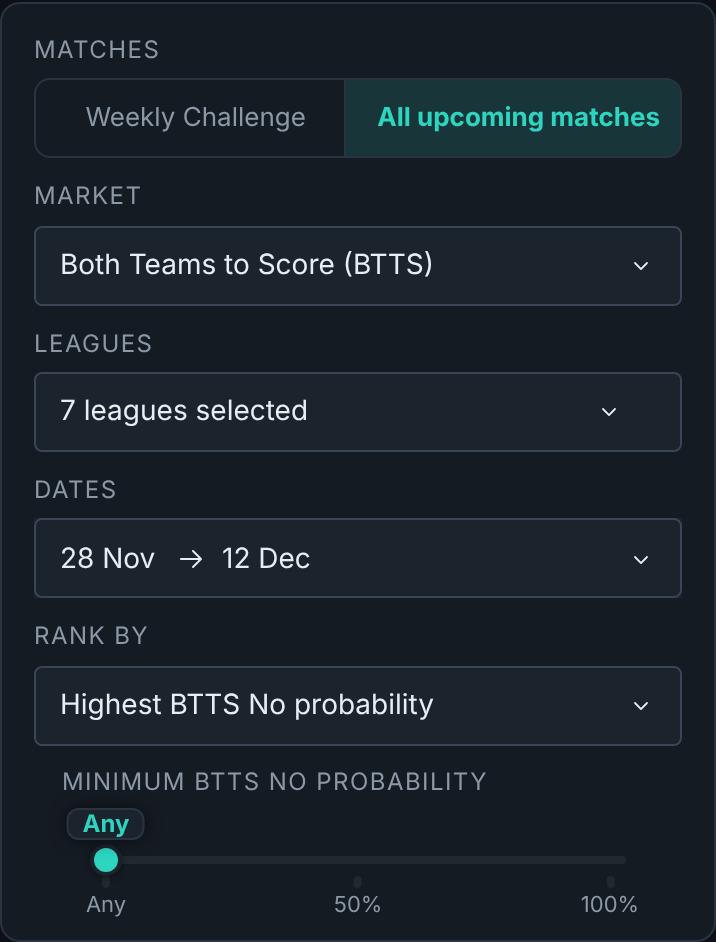 MATCHES
Weekly Challenge
All upcoming matches
MARKET
Both Teams to Score (BTTS)
LEAGUES
7 leagues selected
DATES
28 Nov → 12 Dec
RANK BY
Highest BTTS No probability
MINIMUM BTTS NO PROBABILITY
Any
Any 50% 100%